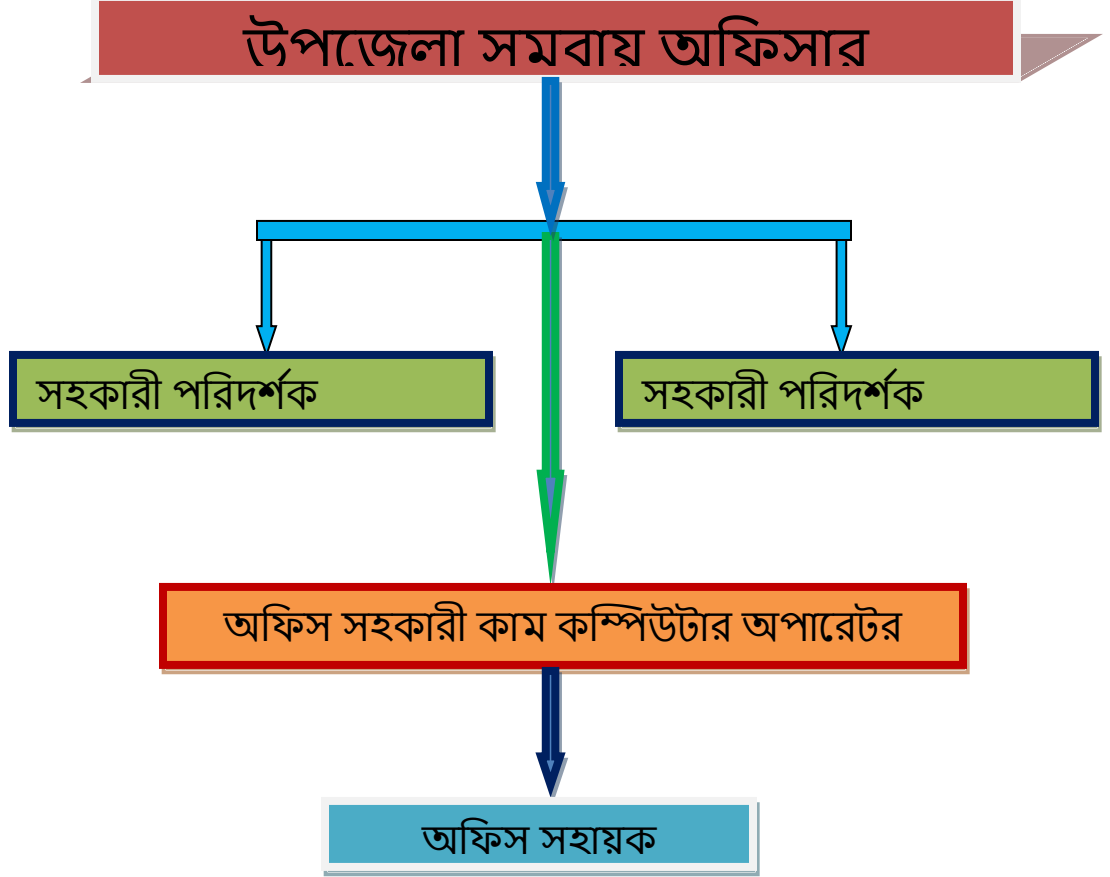 উপজেলা সমবায় অফিসার
সহকারী পরিদর্শক
সহকারী পরিদর্শক
অফিস সহকারী কাম কম্পিউটার অপারেটর
অফিস সহায়ক